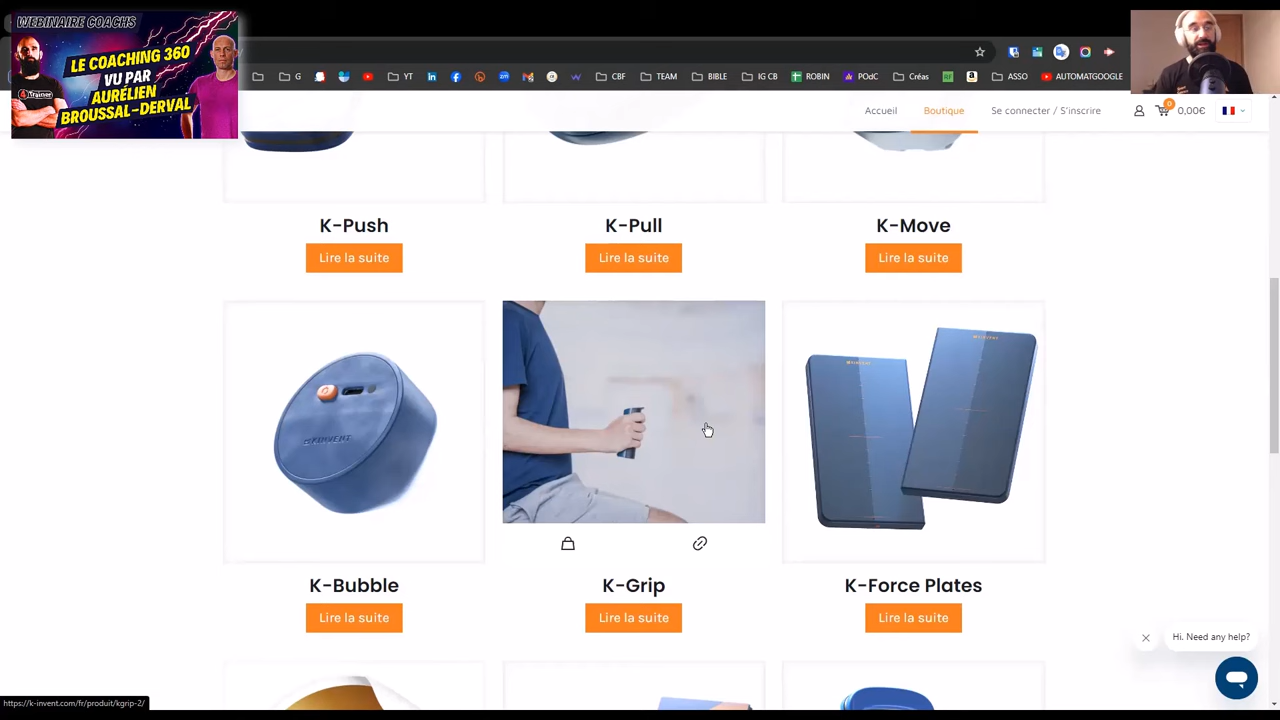 WEBINAIRE COACHS
LE COACHING 360
VU PAR
AURÉLIEN
BROUSSAL-DERVAL
4Trainer
G
YT
CBF
TEAM
BIBLE
IG CB
ROBIN
POdC
Créas
ASSO
AUTOMATGOOGLE
Accueil
Boutique
Se connecter / S'inscrire
0
0,00€
K-Push
K-Pull
K-Move
Lire la suite
Lire la suite
Lire la suite
KINVENT
K-Bubble
K-Grip
K-Force Plates
Lire la suite
Lire la suite
Lire la suite
Hi. Need any help?
https://k-invent.com/fr/produit/kgrip-2/